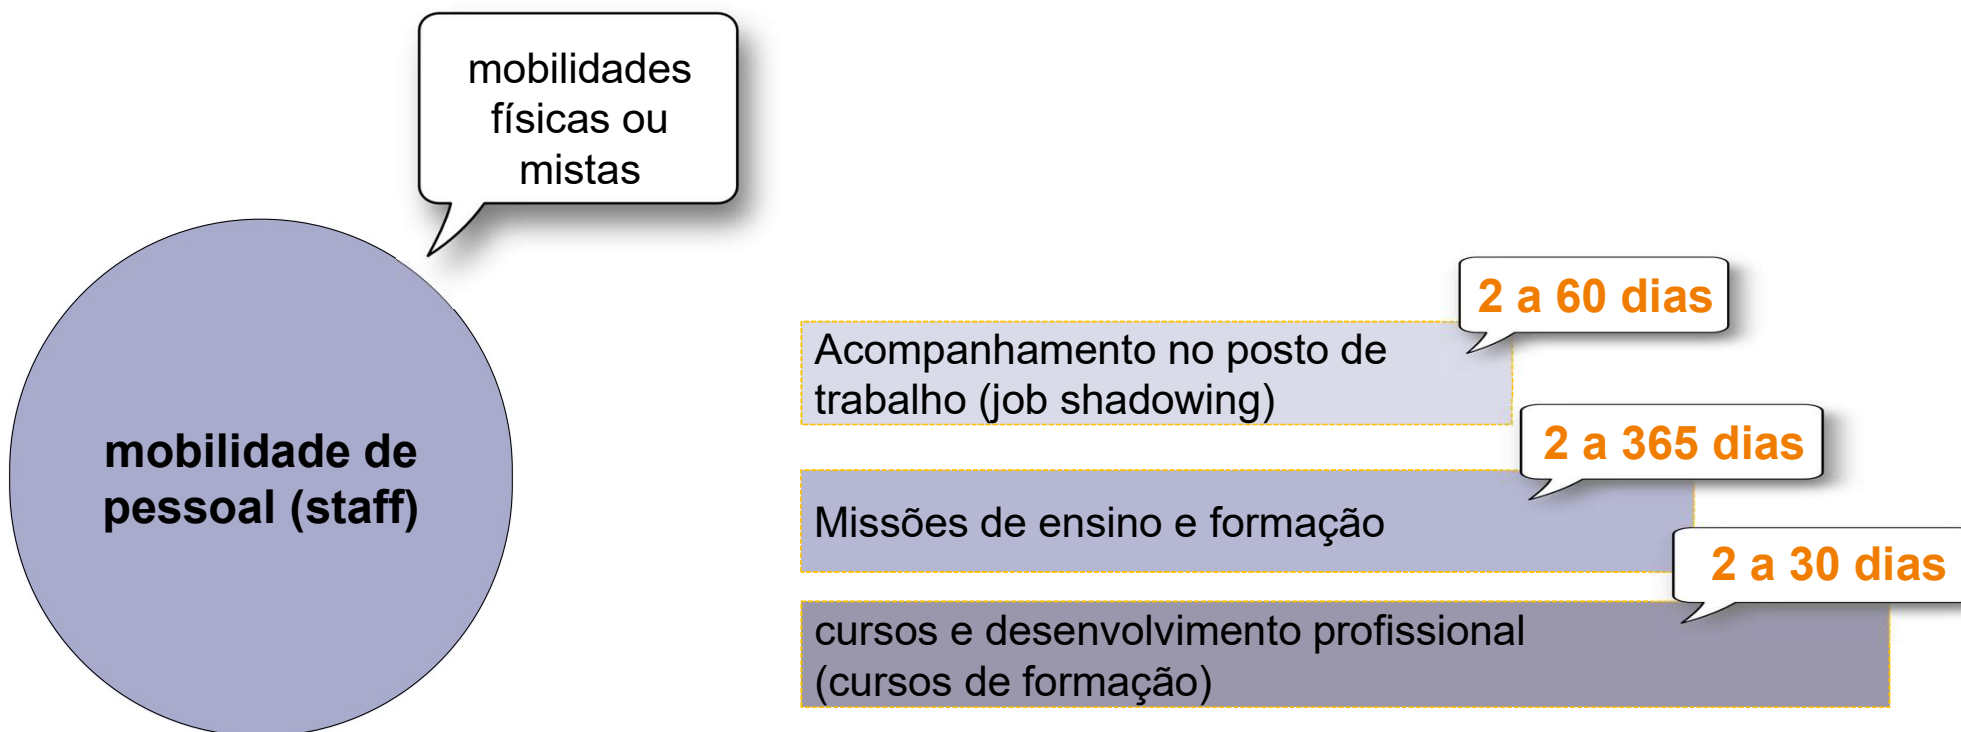 mobilidades
físicas ou
mistas
mobilidade de
pessoal (staff)
2 a 60 dias
Acompanhamento no posto de
trabalho (job shadowing)
2 a 365 dias
Missões de ensino e formação
2 a 30 dias
cursos e desenvolvimento profissional
(cursos de formação)